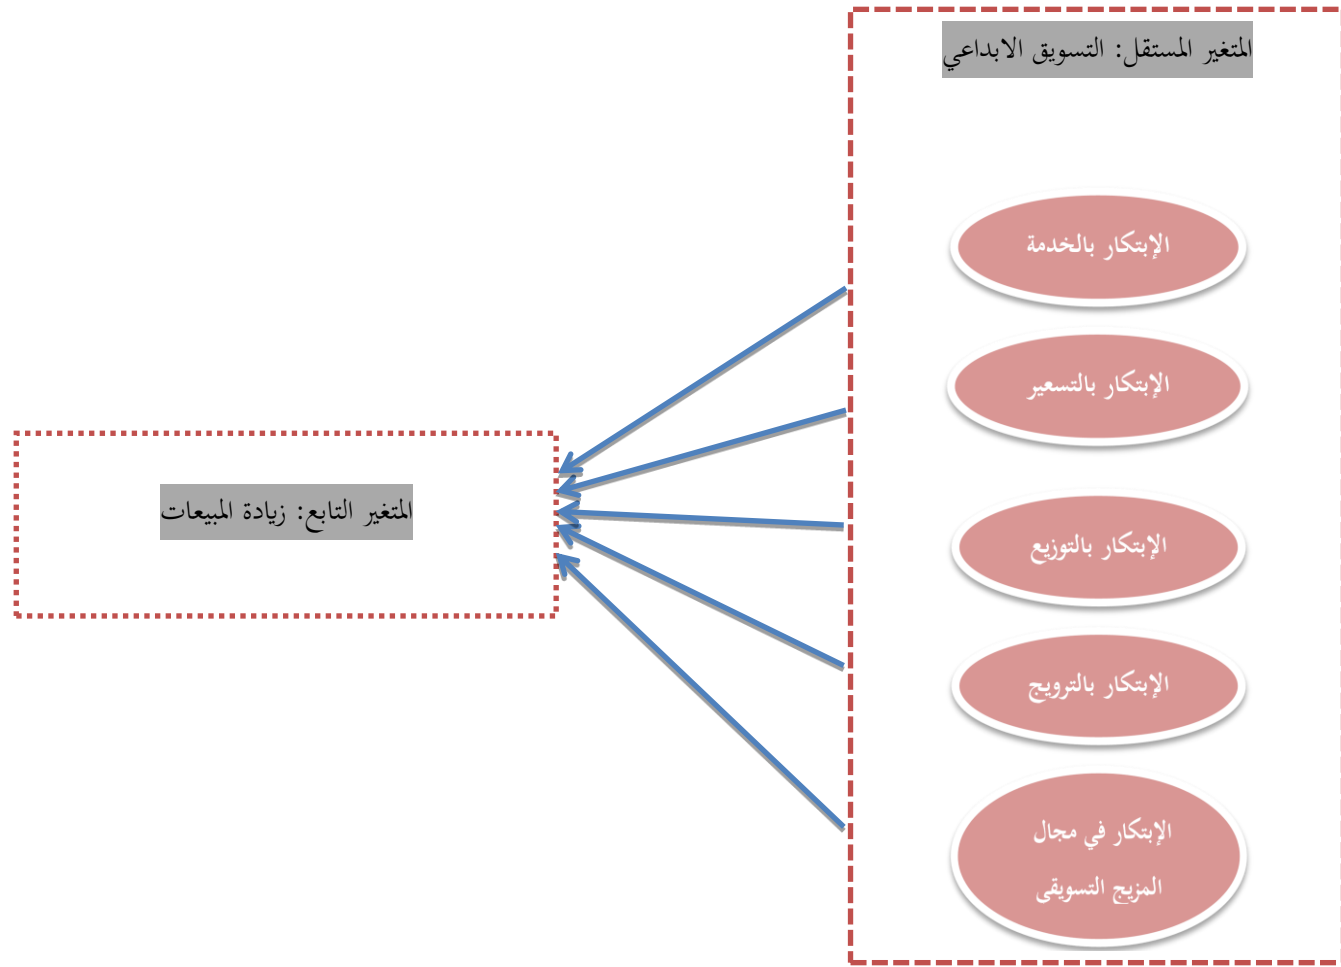 المتغير المستقل: التسويق الابداعي
الإبتكار بالخدمة
الإبتكار بالتسعير
الإبتكار بالتوزيع
الإبتكار بالترويج
الإبتكار في مجال
المزيج التسويقى
المتغير التابع: زيادة المبيعات